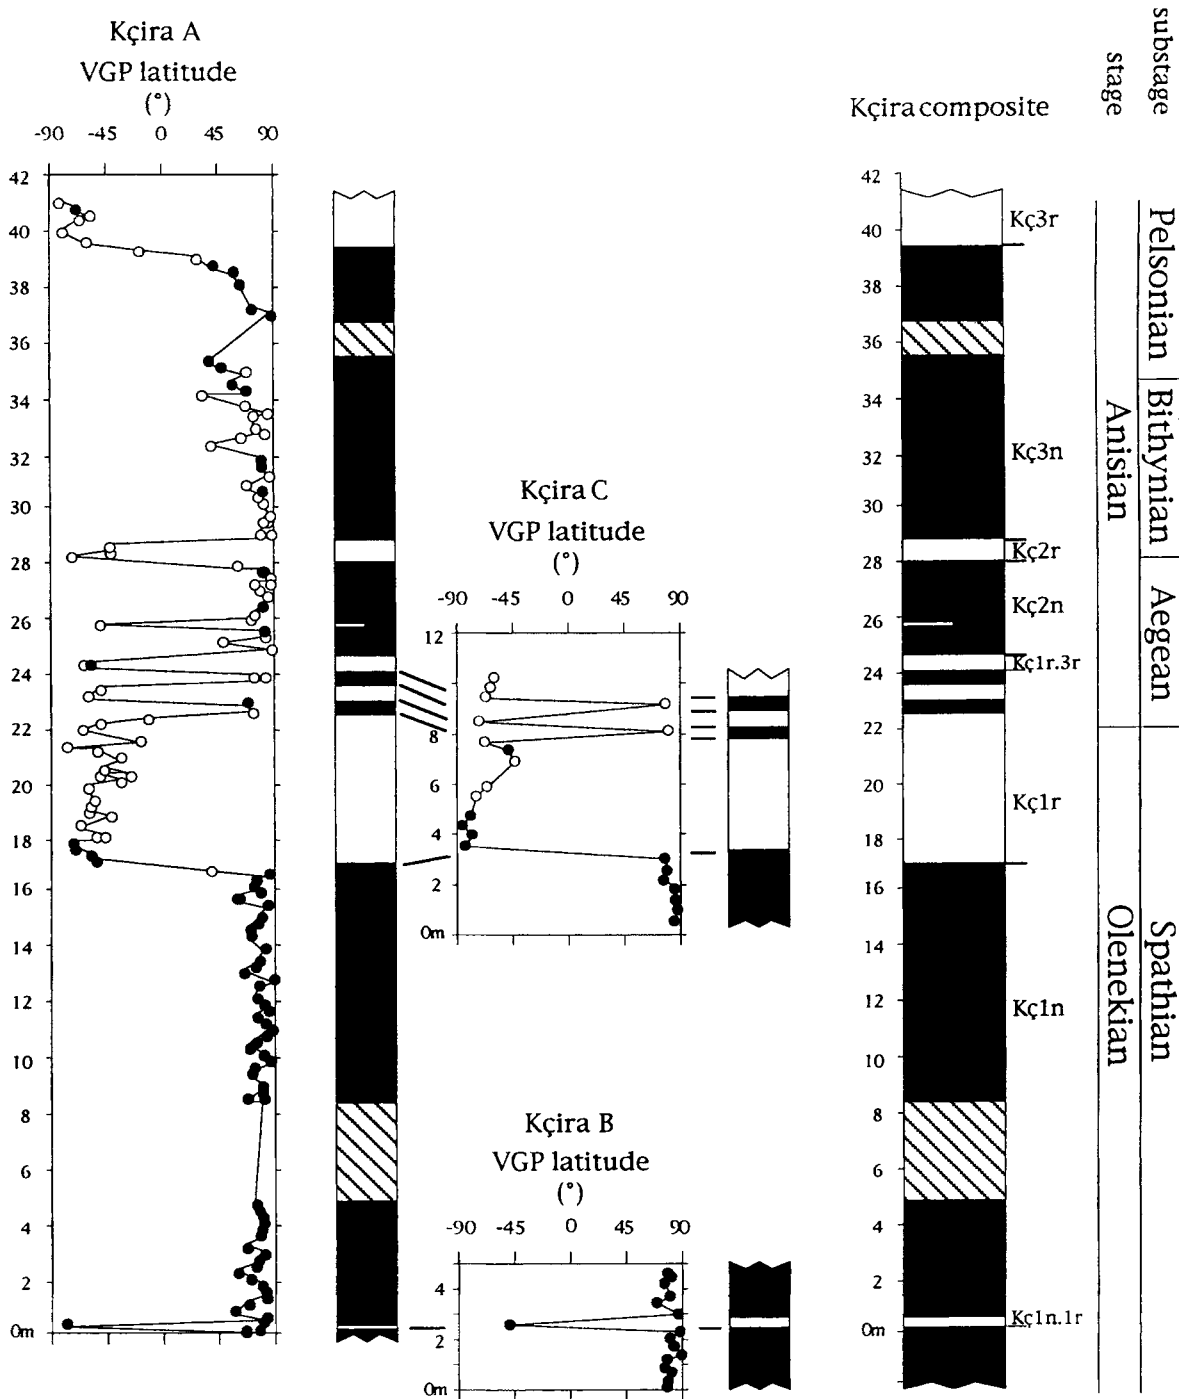 Kçira A
VGP latitude
(°)
-90 -45 0 45 90
42
40
38
36
34
32
30
28
26
24
22
20
18
16
14
12
10
8
6
4
2
0m
Kçira C
VGP latitude
(°)
-90 -45 0 45 90
12
8
6
4
2
0m
Kçira B
VGP latitude
(°)
-90 -45 0 45 90
4
2
0m
Kçira composite
42
40
38
36
34
32
30
28
26
24
22
20
18
16
14
12
10
8
6
4
2
0m
Kç3r
Kç3n
Kç2r
Kç2n
Kç1r.3r
Kç1r
Kç1n
Kç1n.1r
stage
Anisian
Olenekian
substage
Pelsonian
Bithynian
Aegean
Spathian